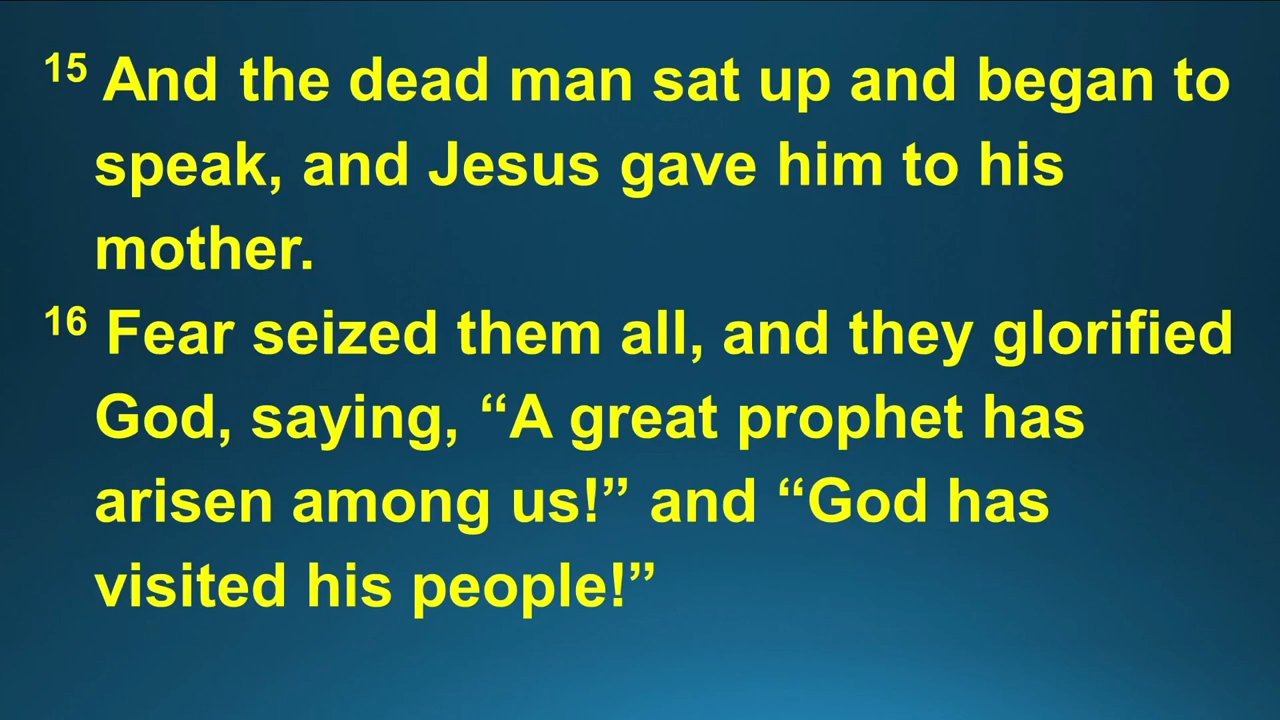 15 And the dead man sat up and began to
speak, and Jesus gave him to his
mother.
16 Fear seized them all, and they glorified
God, saying, “A great prophet has
arisen among us!” and “God has
visited his people!”